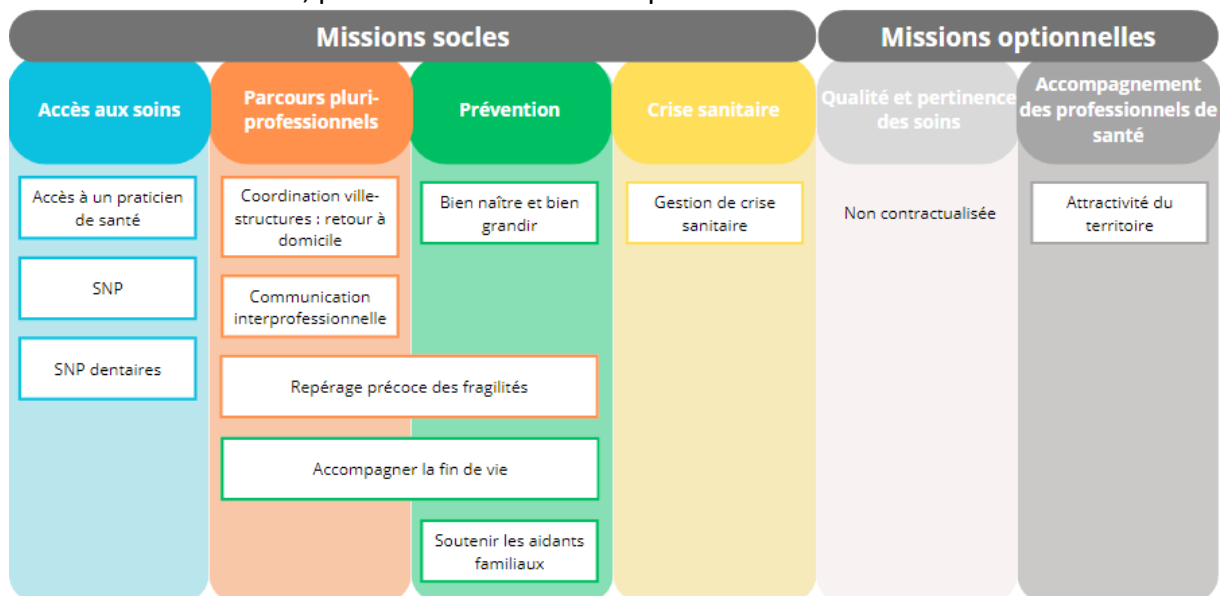 Missions socles
Missions optionnelles
Accès aux soins
Parcours pluri-
professionnels
Prévention
Crise sanitaire
Qualité et pertinence
des soins
Accompagnement
des professionnels de
santé
Accès à un praticien
de santé
SNP
SNP dentaires
Coordination ville-
structures : retour à
domicile
Communication
interprofessionnelle
Repérage précoce des fragilités
Accompagner la fin de vie
Bien naître et bien
grandir
Soutenir les aidants
familiaux
Gestion de crise
sanitaire
Non contractualisée
Attractivité du
territoire